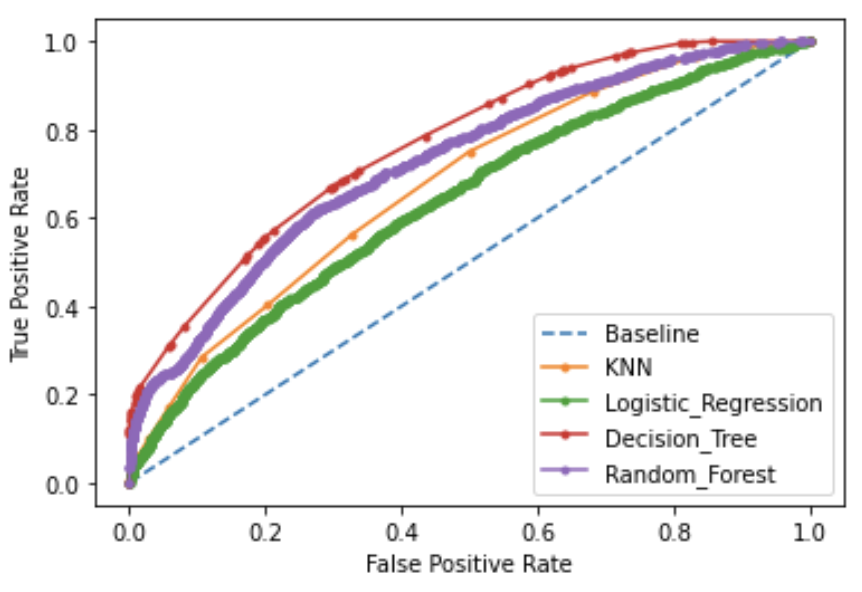 1.0
0.8
0.6
0.4
0.2
0.0
True Positive Rate
Baseline
KNN
Logistic_Regression
Decision_Tree
Random_Forest
0.0 0.2 0.4 0.6 0.8 1.0
False Positive Rate